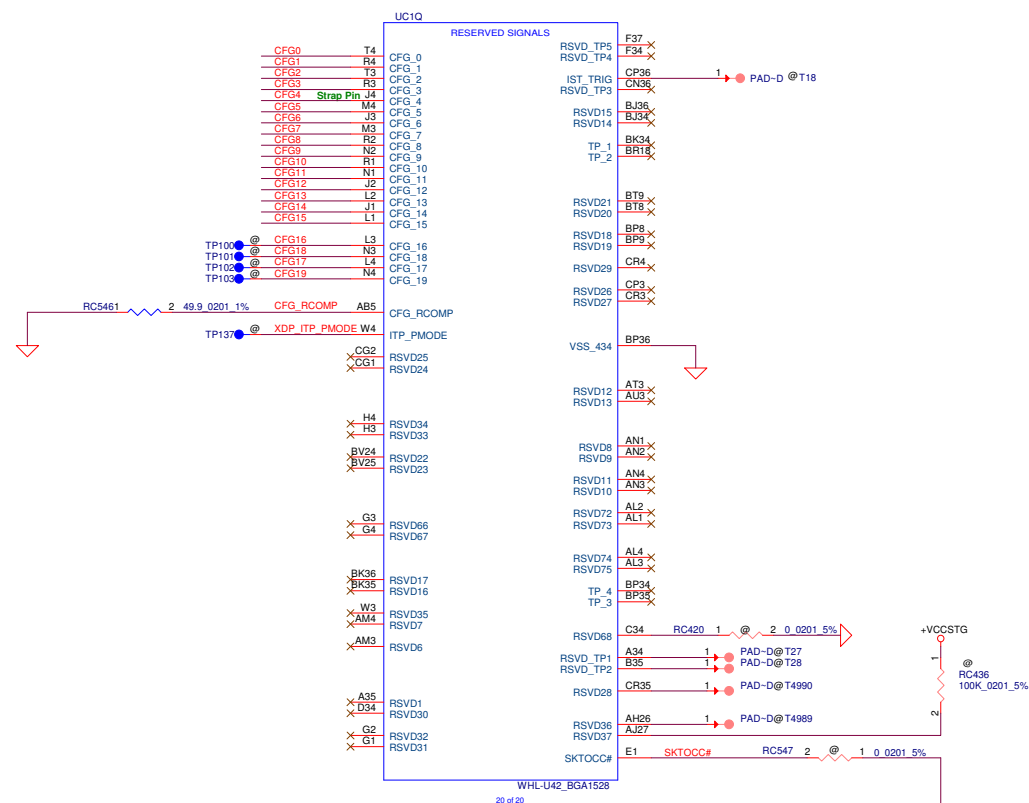 UC1Q
RESERVED SIGNALS
CFG0 T4 CFG_0
CFG1 R4 CFG_1
CFG2 T3 CFG_2
CFG3 R3 CFG_3
CFG4 Strap Pin J4 CFG_4
CFG5 M4 CFG_5
CFG6 J3 CFG_6
CFG7 M3 CFG_7
CFG8 R2 CFG_8
CFG9 N2 CFG_9
CFG10 R1 CFG_10
CFG11 N1 CFG_11
CFG12 J2 CFG_12
CFG13 L2 CFG_13
CFG14 J1 CFG_14
CFG15 L1 CFG_15
TP100 @ CFG16 L3 CFG_16
TP101 @ CFG18 N3 CFG_18
TP102 @ CFG17 L4 CFG_17
TP103 @ CFG19 N4 CFG_19
RC546 1 2 49.9_0201_1% CFG_RCOMP AB5 CFG_RCOMP
TP137 @ XDP_ITP_PMODE W4 ITP_PMODE
CG2 RSVD25
CG1 RSVD24
H4 RSVD34
H3 RSVD33
BV24 RSVD22
BV25 RSVD23
G3 RSVD66
G4 RSVD67
BK36 RSVD17
BK35 RSVD16
W3 RSVD35
AM4 RSVD7
AM3 RSVD6
A35 RSVD1
D34 RSVD30
G2 RSVD32
G1 RSVD31
RSVD_TP5 F37
RSVD_TP4 F34
IST_TRIG CP36 1 PAD~D @T18
RSVD_TP3 CN36
RSVD15 BJ36
RSVD14 BJ34
TP_1 BK34
TP_2 BR18
RSVD21 BT9
RSVD20 BT8
RSVD18 BP8
RSVD19 BP9
RSVD29 CR4
RSVD26 CP3
RSVD27 CR3
VSS_434 BP36
RSVD12 AT3
RSVD13 AU3
RSVD8 AN1
RSVD9 AN2
RSVD11 AN4
RSVD10 AN3
RSVD72 AL2
RSVD73 AL1
RSVD74 AL4
RSVD75 AL3
TP_4 BP34
TP_3 BP35
RSVD68 C34 RC420 1 @ 2 0_0201_5%
RSVD_TP1 A34 1 PAD~D@T27
RSVD_TP2 B35 1 PAD~D@T28
RSVD28 CR35 1 PAD~D@T4990
RSVD36 AH26 1 PAD~D@T4989
RSVD37 AJ27
SKTOCC# E1 SKTOCC# RC547 2 @ 1 0_0201_5%
+VCCSTG
1
@
RC436
100K_0201_5%
2
WHL-U42_BGA1528
20 of 20